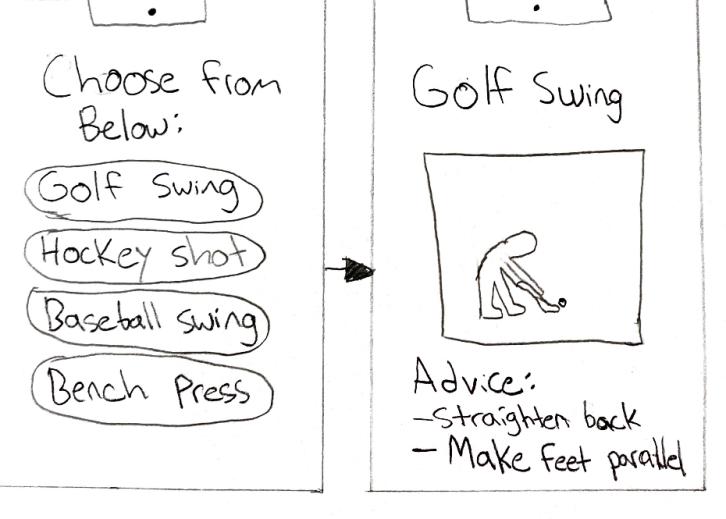 Choose from
Below:
Golf Swing
Hockey shot
Baseball swing
Bench Press
Golf Swing
Advice:
-straighten back
- Make feet parallel